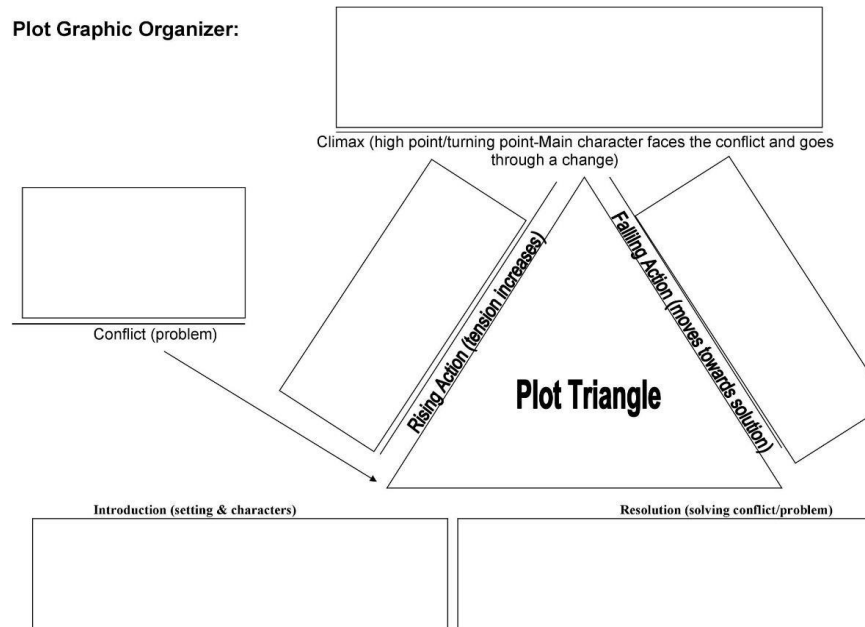 Plot Graphic Organizer:
Climax (high point/turning point-Main character faces the conflict and goes
through a change)
Conflict (problem)
Rising Action (tension increases)
Fallilng Action (moves towards solution)
Plot Triangle
Introduction (setting & characters)
Resolution (solving conflict/problem)